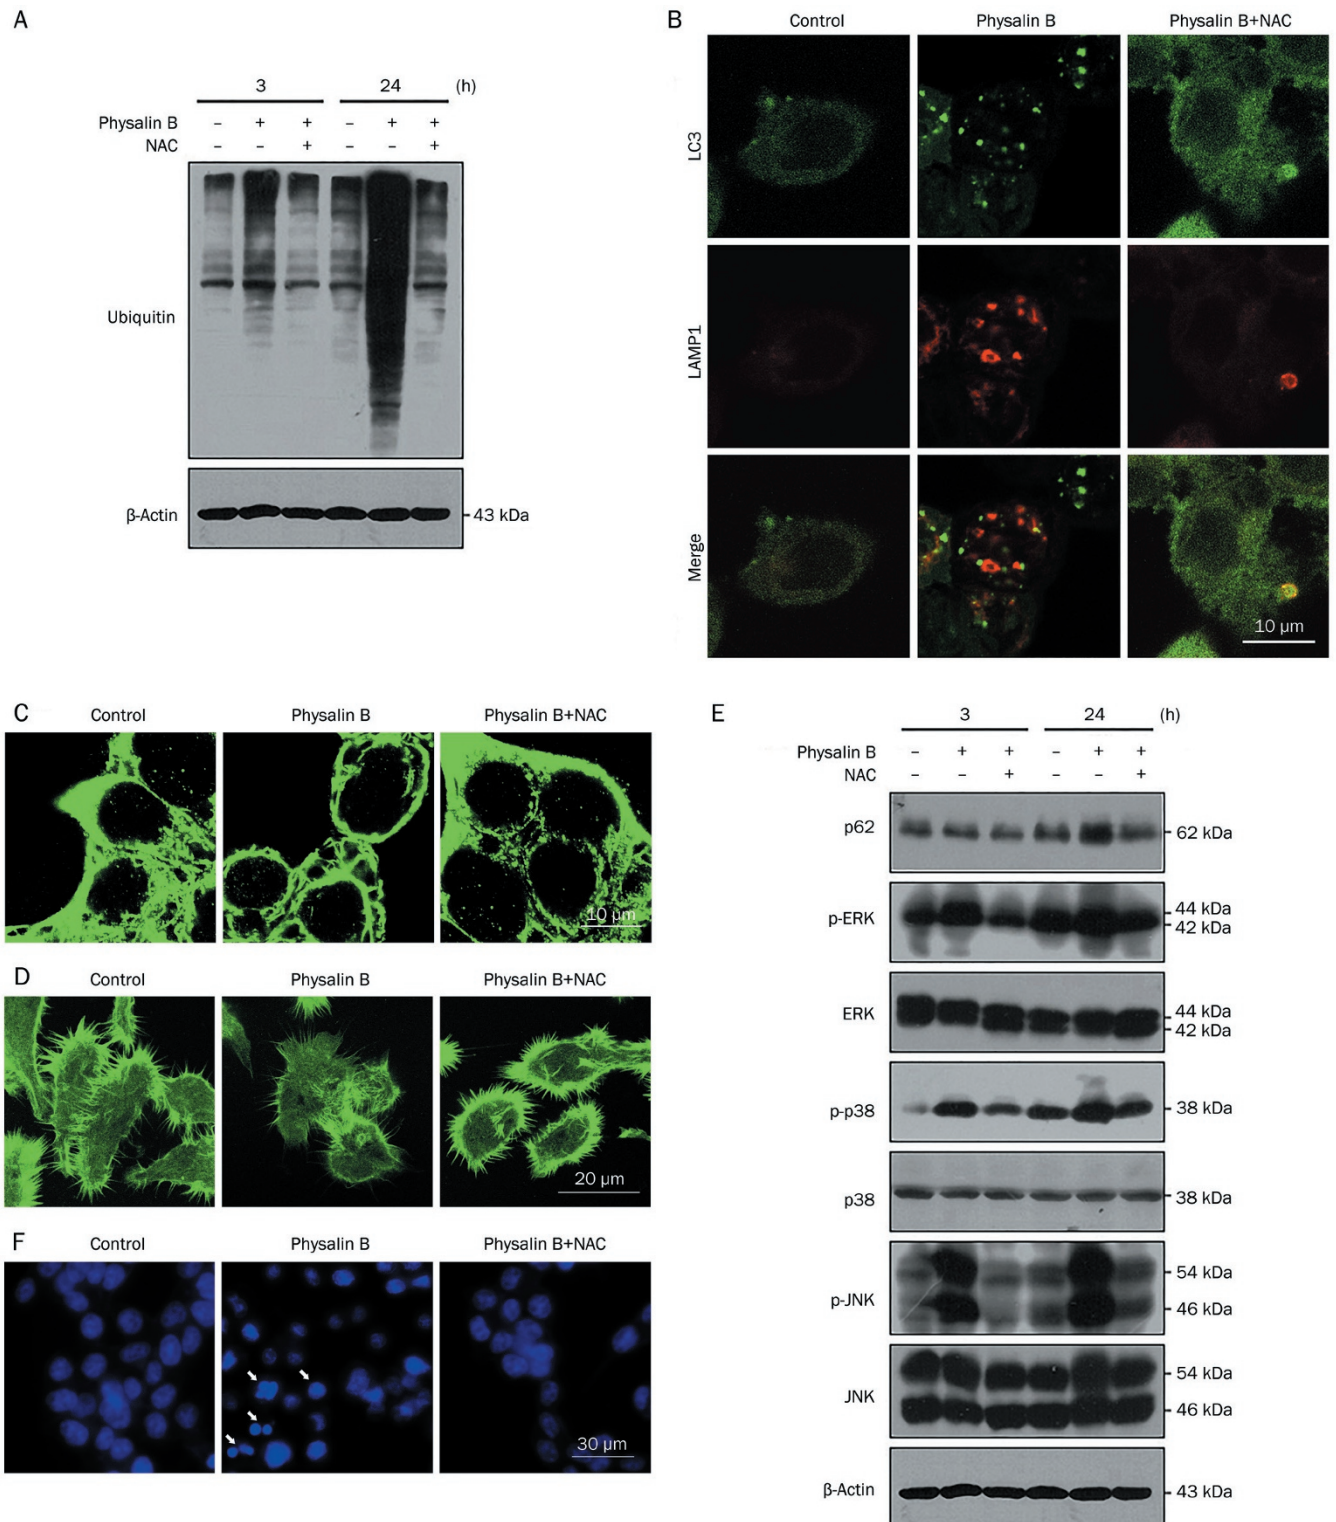 A
3 24 (h)
Physalin B – + + – + +
NAC – – + – – +
Ubiquitin
β-Actin
43 kDa
B
Control Physalin B Physalin B+NAC
LC3
LAMP1
Merge
10 μm
C
Control Physalin B Physalin B+NAC
10 μm
D
Control Physalin B Physalin B+NAC
20 μm
F
Control Physalin B Physalin B+NAC
30 μm
E
3 24 (h)
Physalin B – + + – + +
NAC – – + – – +
p62 62 kDa
p-ERK 44 kDa
42 kDa
ERK 44 kDa
42 kDa
p-p38 38 kDa
p38 38 kDa
p-JNK 54 kDa
46 kDa
JNK 54 kDa
46 kDa
β-Actin 43 kDa